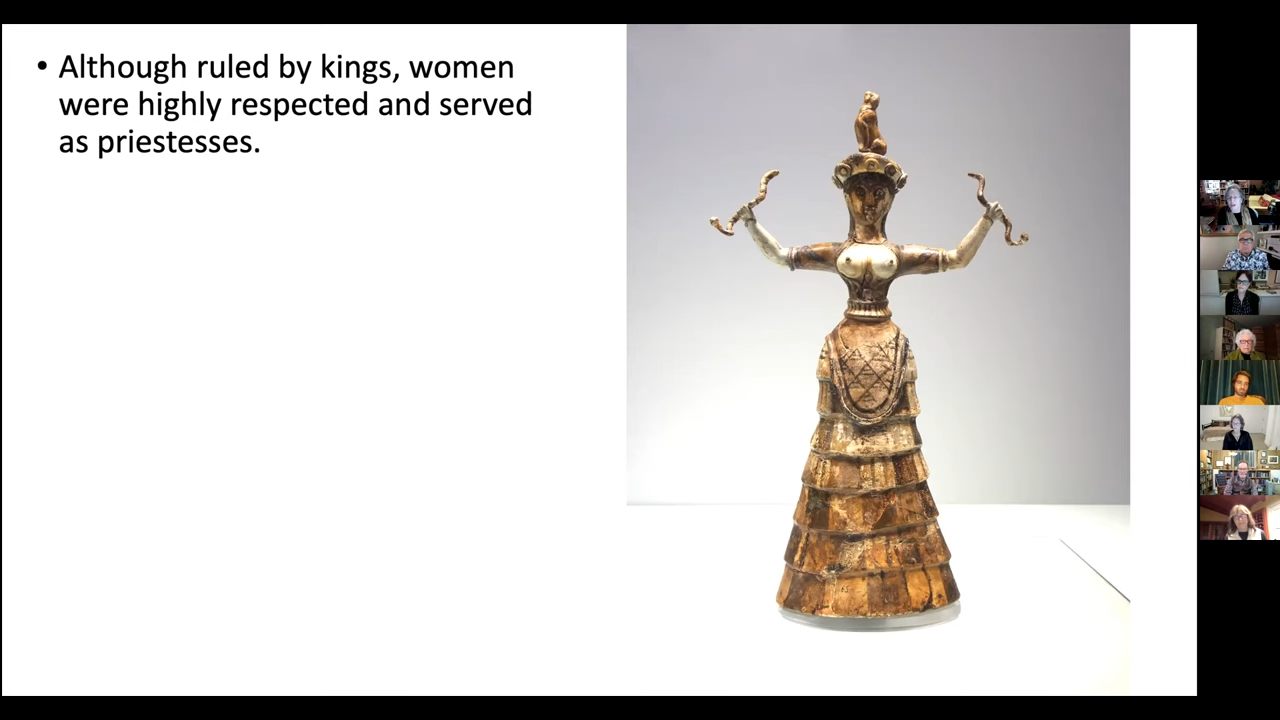 • Although ruled by kings, women
were highly respected and served
as priestesses.